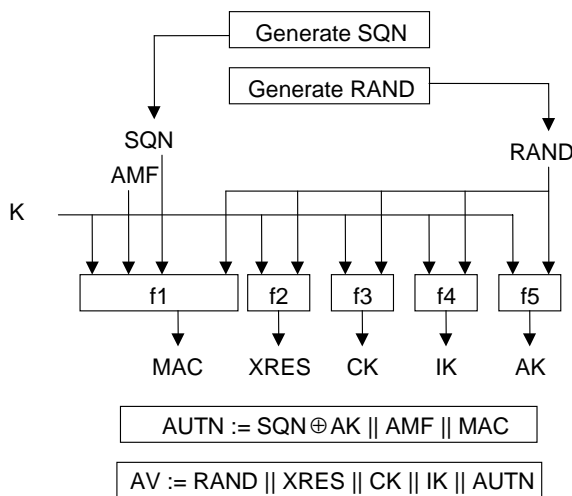 Generate SQN
Generate RAND
SQN
RAND
AMF
K
f1 f2 f3 f4 f5
MAC XRES CK IK AK
AUTN := SQN ⊕ AK || AMF || MAC
AV := RAND || XRES || CK || IK || AUTN